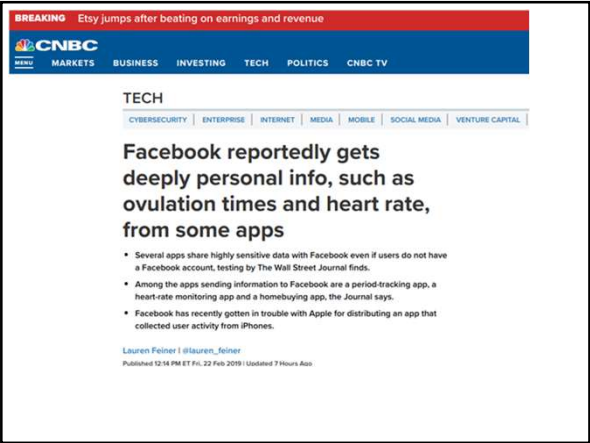 BREAKING Etsy jumps after beating on earnings and revenue
CNBC
MENU MARKETS BUSINESS INVESTING TECH POLITICS CNBC TV
TECH
CYBERSECURITY | ENTERPRISE | INTERNET | MEDIA | MOBILE | SOCIAL MEDIA | VENTURE CAPITAL |
Facebook reportedly gets
deeply personal info, such as
ovulation times and heart rate,
from some apps
• Several apps share highly sensitive data with Facebook even if users do not have
a Facebook account, testing by The Wall Street Journal finds.
• Among the apps sending information to Facebook are a period-tracking app, a
heart-rate monitoring app and a homebuying app, the Journal says.
• Facebook has recently gotten in trouble with Apple for distributing an app that
collected user activity from iPhones.
Lauren Feiner | @lauren_feiner
Published 12:14 PM ET Fri, 22 Feb 2019 | Updated 7 Hours Ago